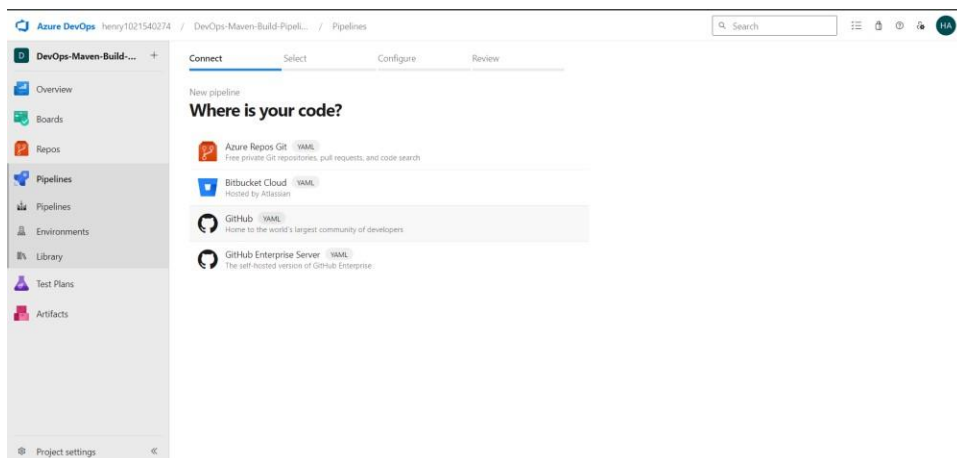 Azure DevOps henry1021540274 / DevOps-Maven-Build-Pipeli... / Pipelines
Search
HA
D DevOps-Maven-Build-... +
Overview
Boards
Repos
Pipelines
Pipelines
Environments
Library
Test Plans
Artifacts
Project settings
Connect Select Configure Review
New pipeline
Where is your code?
Azure Repos Git YAML
Free private Git repositories, pull requests, and code search
Bitbucket Cloud YAML
Hosted by Atlassian
GitHub YAML
Home to the world's largest community of developers
GitHub Enterprise Server YAML
The self-hosted version of GitHub Enterprise